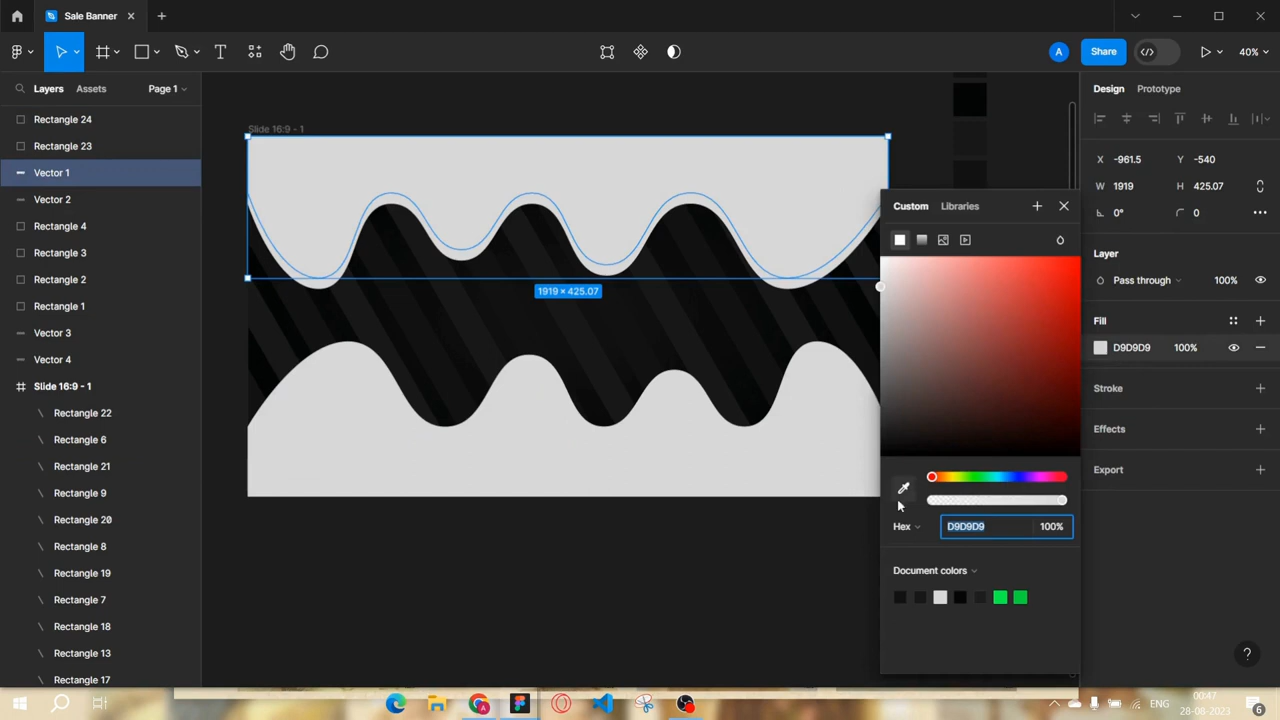 Sale Banner
Share
40%
Layers
Assets
Page 1
Design
Prototype
Slide 16:9 - 1
Rectangle 24
Rectangle 23
Vector 1
Vector 2
Rectangle 4
Rectangle 3
Rectangle 2
Rectangle 1
Vector 3
Vector 4
Slide 16:9 - 1
Rectangle 22
Rectangle 6
Rectangle 21
Rectangle 9
Rectangle 20
Rectangle 8
Rectangle 19
Rectangle 7
Rectangle 18
Rectangle 13
Rectangle 17
1919 × 425.07
Custom
Libraries
Hex
D9D9D9
100%
Document colors
X -961.5
Y -540
W 1919
H 425.07
0°
0
Layer
Pass through
100%
Fill
D9D9D9
100%
Stroke
Effects
Export
A
?
ENG
00:47
28-08-2023
6